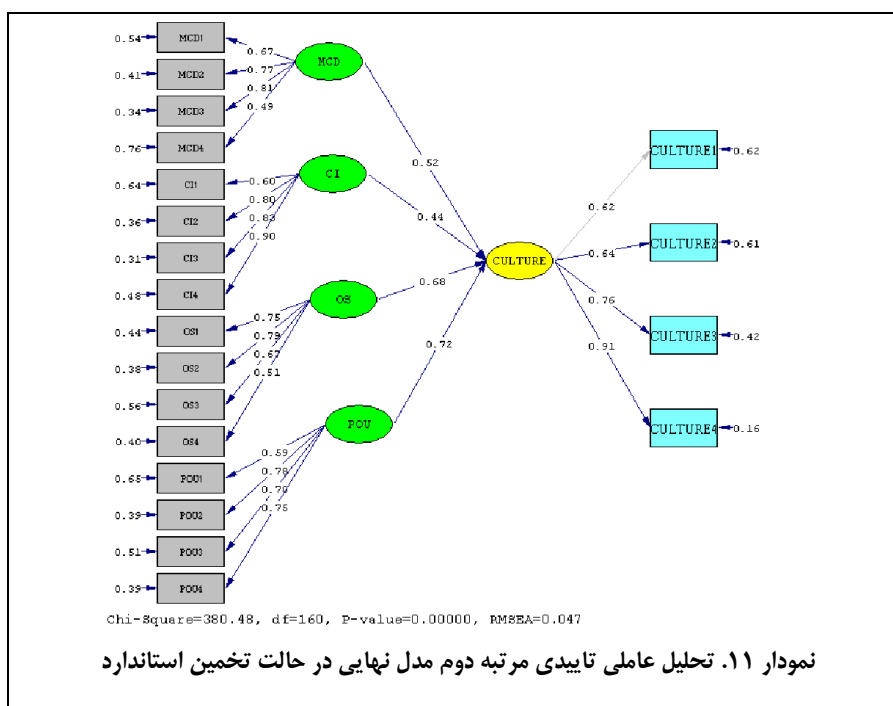 0.54 MCD1
0.41 MCD2
0.34 MCD3
0.76 MCD4
0.64 CI1
0.36 CI2
0.31 CI3
0.48 CI4
0.44 OS1
0.38 OS2
0.56 OS3
0.40 OS4
0.65 POU1
0.39 POU2
0.51 POU3
0.39 POU4
0.67
0.77
0.81
0.49
MCD
0.60
0.80
0.83
0.90
CI
0.75
0.79
0.67
0.51
OS
0.59
0.78
0.70
0.75
POU
0.52
0.44
0.68
0.72
CULTURE
0.62
0.64
0.76
0.91
CULTURE1 0.62
CULTURE2 0.61
CULTURE3 0.42
CULTURE4 0.16
Chi-Square=380.48, df=160, P-value=0.00000, RMSEA=0.047
نمودار ۱۱. تحلیل عاملی تاییدی مرتبه دوم مدل نهایی در حالت تخمین استاندارد